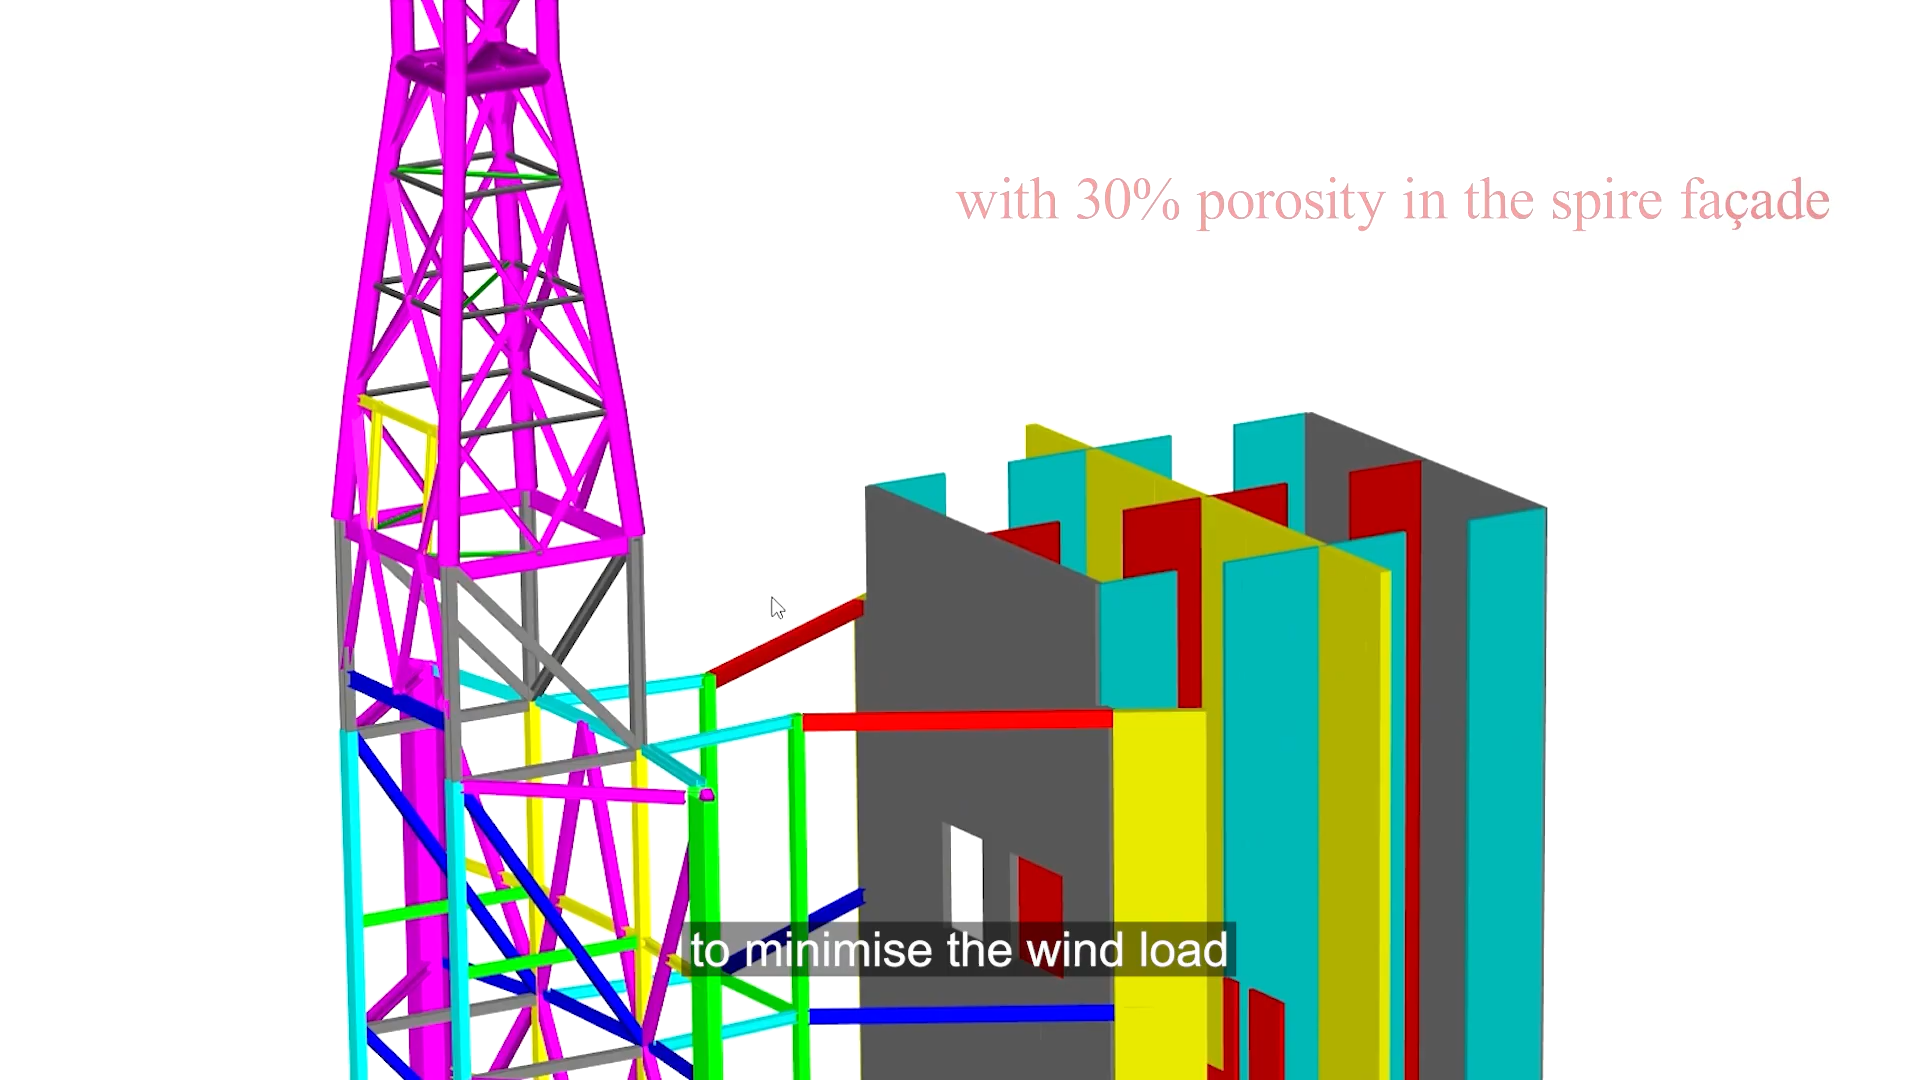 with 30% porosity in the spire façade
to minimise the wind load